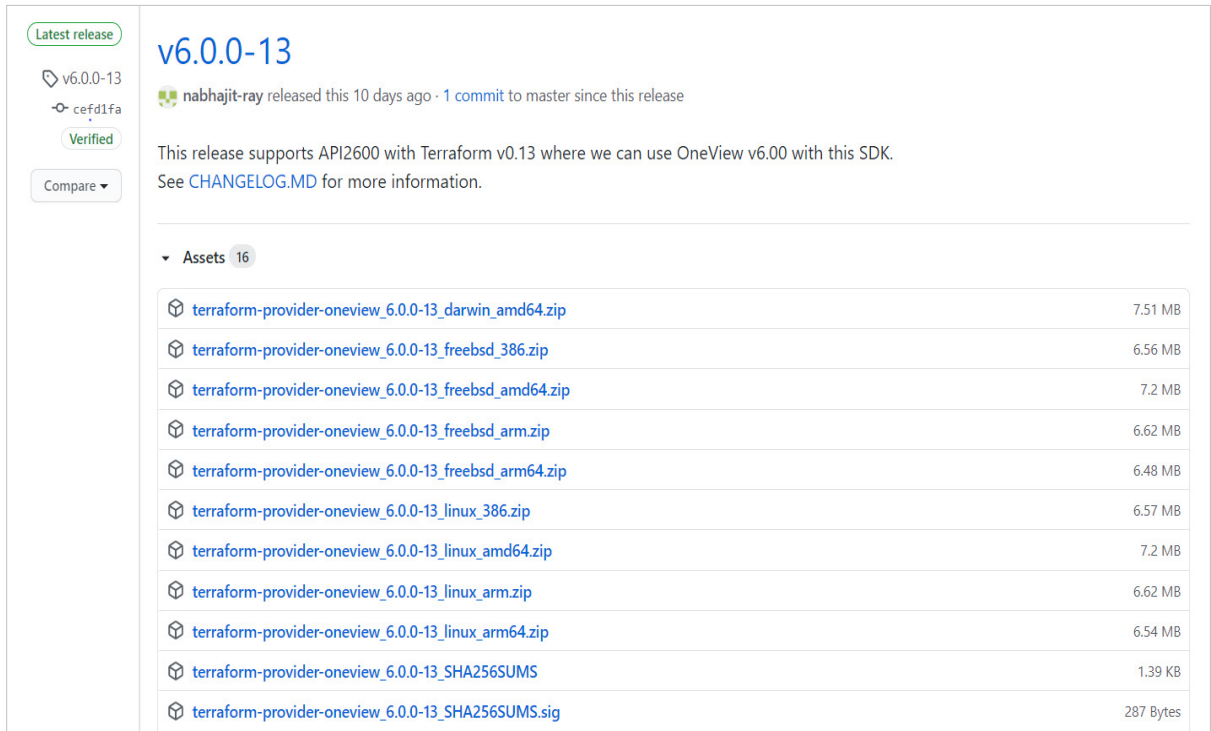 Latest release
v6.0.0-13
cefd1fa
Verified
Compare
v6.0.0-13
nabhajit-ray released this 10 days ago · 1 commit to master since this release
This release supports API2600 with Terraform v0.13 where we can use OneView v6.00 with this SDK.
See CHANGELOG.MD for more information.
Assets 16
terraform-provider-oneview_6.0.0-13_darwin_amd64.zip 7.51 MB
terraform-provider-oneview_6.0.0-13_freebsd_386.zip 6.56 MB
terraform-provider-oneview_6.0.0-13_freebsd_amd64.zip 7.2 MB
terraform-provider-oneview_6.0.0-13_freebsd_arm.zip 6.62 MB
terraform-provider-oneview_6.0.0-13_freebsd_arm64.zip 6.48 MB
terraform-provider-oneview_6.0.0-13_linux_386.zip 6.57 MB
terraform-provider-oneview_6.0.0-13_linux_amd64.zip 7.2 MB
terraform-provider-oneview_6.0.0-13_linux_arm.zip 6.62 MB
terraform-provider-oneview_6.0.0-13_linux_arm64.zip 6.54 MB
terraform-provider-oneview_6.0.0-13_SHA256SUMS 1.39 KB
terraform-provider-oneview_6.0.0-13_SHA256SUMS.sig 287 Bytes